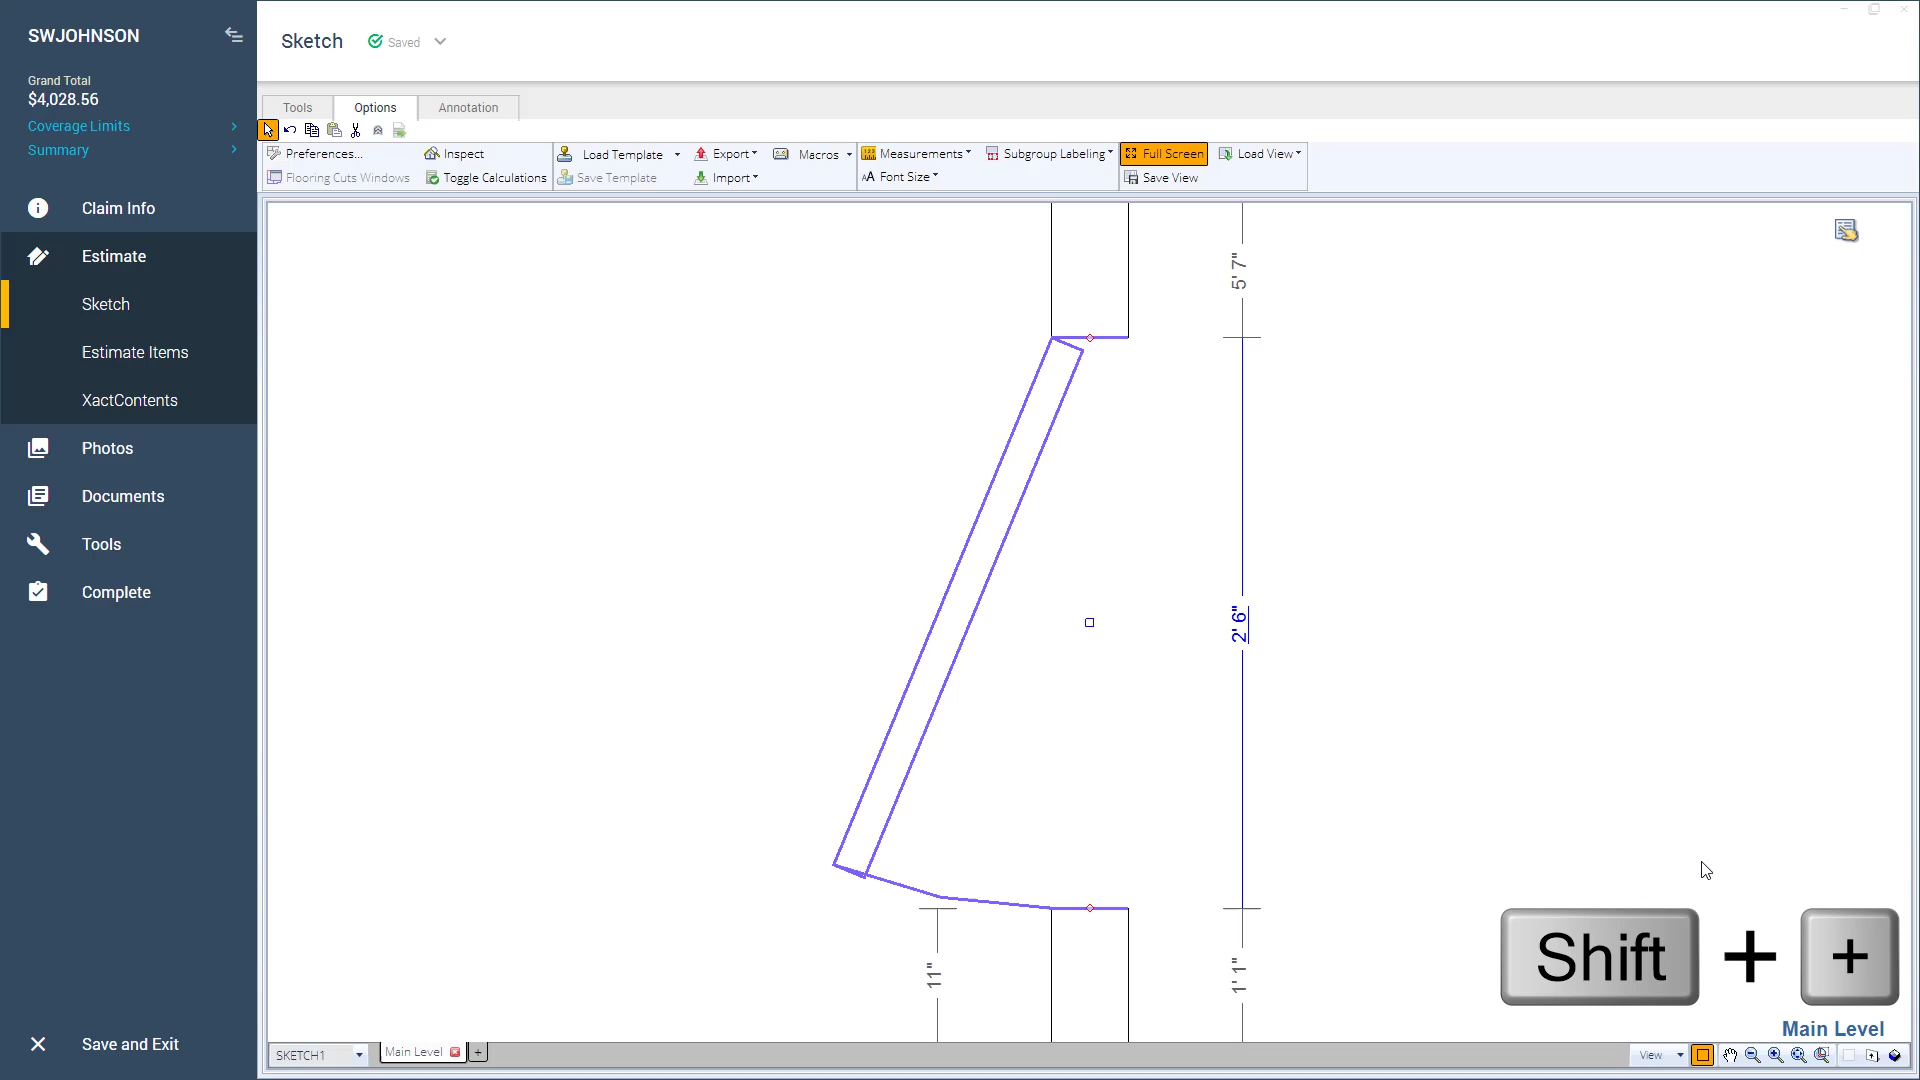 SWJOHNSON
Grand Total
$4,028.56
Coverage Limits
Summary
Claim Info
Estimate
Sketch
Estimate Items
XactContents
Photos
Documents
Tools
Complete
Save and Exit
Sketch
Saved
Tools
Options
Annotation
Preferences...
Inspect
Load Template
Export
Macros
Measurements
Subgroup Labeling
Full Screen
Load View
Flooring Cuts Windows
Toggle Calculations
Save Template
Import
AA Font Size
Save View
5' 7"
2' 6"
11"
1' 1"
Shift + +
Main Level
SKETCH1
Main Level
+
View